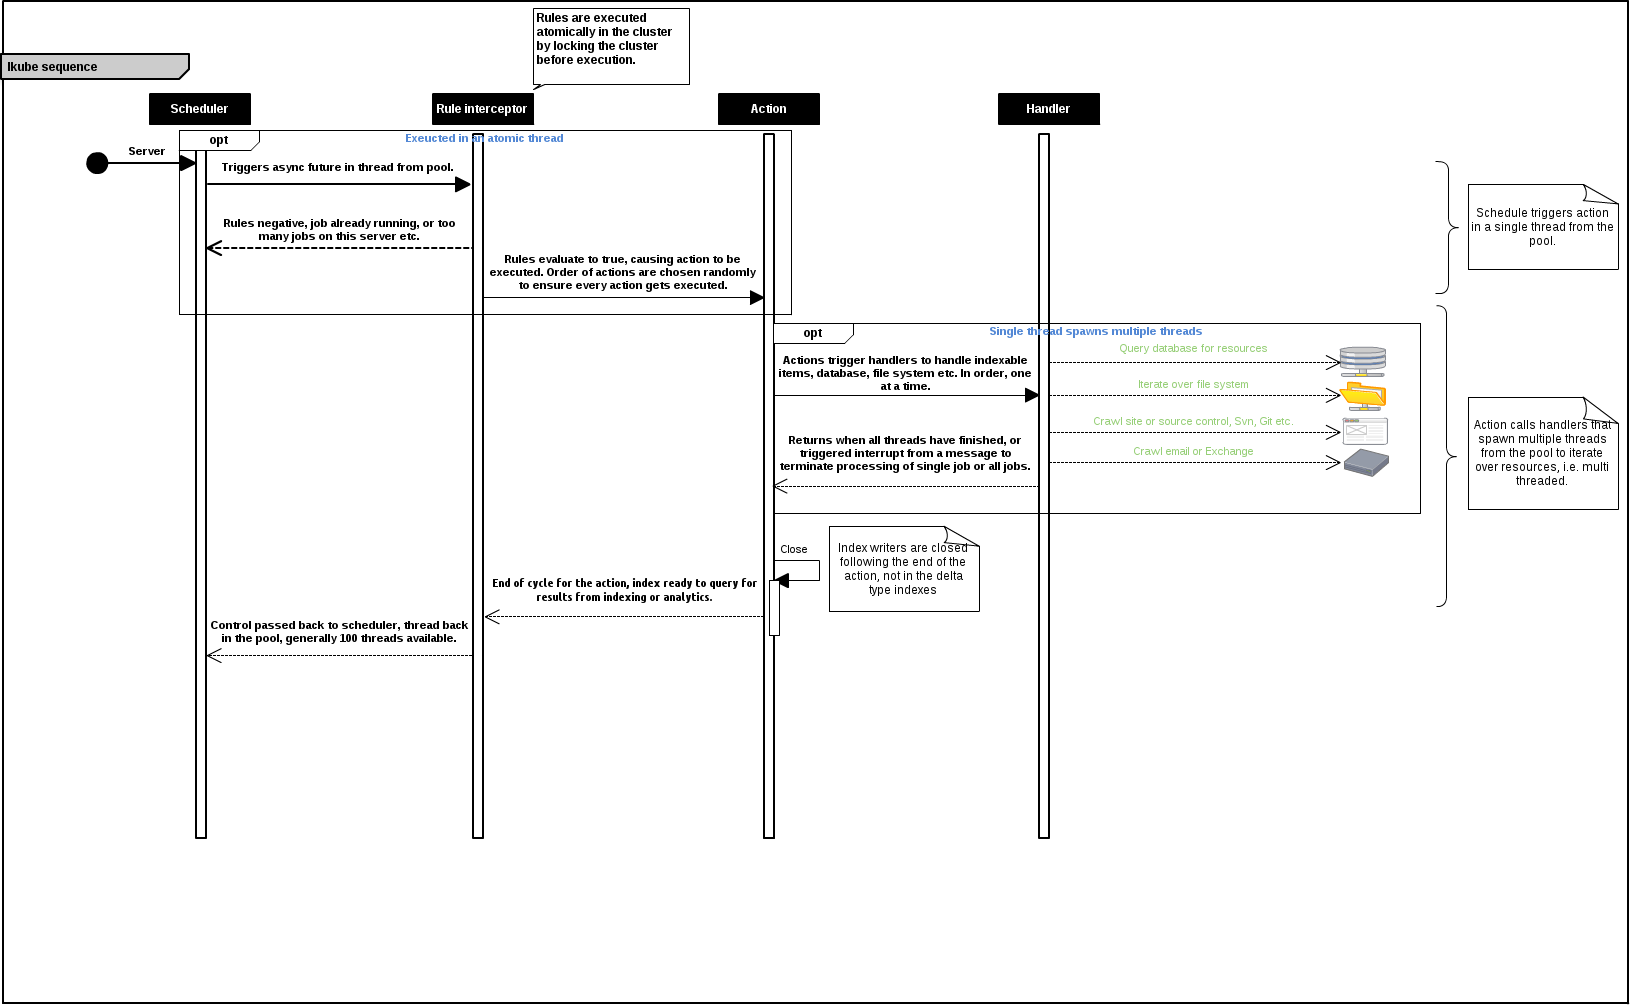 Rules are executed
atomically in the cluster
by locking the cluster
before execution.
Ikube sequence
Scheduler
Rule interceptor
Action
Handler
opt
Exeucted in an atomic thread
Server
Triggers async future in thread from pool.
Rules negative, job already running, or too
many jobs on this server etc.
Rules evaluate to true, causing action to be
executed. Order of actions are chosen randomly
to ensure every action gets executed.
Schedule triggers action
in a single thread from the
pool.
opt
Single thread spawns multiple threads
Actions trigger handlers to handle indexable
items, database, file system etc. In order, one
at a time.
Query database for resources
Iterate over file system
Crawl site or source control, Svn, Git etc.
Crawl email or Exchange
Returns when all threads have finished, or
triggered interrupt from a message to
terminate processing of single job or all jobs.
Action calls handlers that
spawn multiple threads
from the pool to iterate
over resources, i.e. multi
threaded.
Close
Index writers are closed
following the end of the
action, not in the delta
type indexes
End of cycle for the action, index ready to query for
results from indexing or analytics.
Control passed back to scheduler, thread back
in the pool, generally 100 threads available.